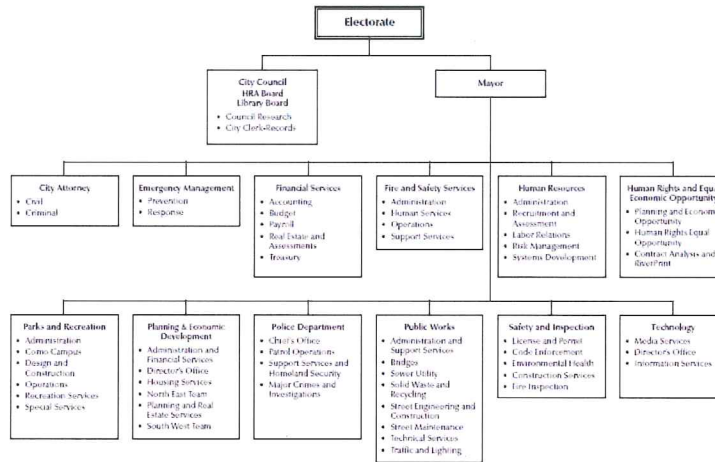 Electorate
City Council
HRA Board
Library Board
• Council Research
• City Clerk-Records
Mayor
City Attorney
• Civil
• Criminal
Emergency Management
• Prevention
• Response
Financial Services
• Accounting
• Budget
• Payroll
• Real Estate and
Assessments
• Treasury
Fire and Safety Services
• Administration
• Human Services
• Operations
• Support Services
Human Resources
• Administration
• Recruitment and
Assessment
• Labor Relations
• Risk Management
• Systems Development
Human Rights and Equ
Economic Opportunity
• Planning and Econom
Opportunity
• Human Rights Equal
Opportunity
• Contract Analysis and
RiverPrint
Parks and Recreation
• Administration
• Como Campus
• Design and
Construction
• Operations
• Recreation Services
• Special Services
Planning & Economic
Development
• Administration and
Financial Services
• Director's Office
• Housing Services
• North East Team
• Planning and Real
Estate Services
• South West Team
Police Department
• Chief's Office
• Patrol Operations
• Support Services and
Homeland Security
• Major Crimes and
Investigations
Public Works
• Administration and
Support Services
• Bridges
• Sewer Utility
• Solid Waste and
Recycling
• Street Engineering and
Construction
• Street Maintenance
• Technical Services
• Traffic and Lighting
Safety and Inspection
• License and Permit
• Code Enforcement
• Environmental Health
• Construction Services
• Fire Inspection
Technology
• Media Services
• Director's Office
• Information Services